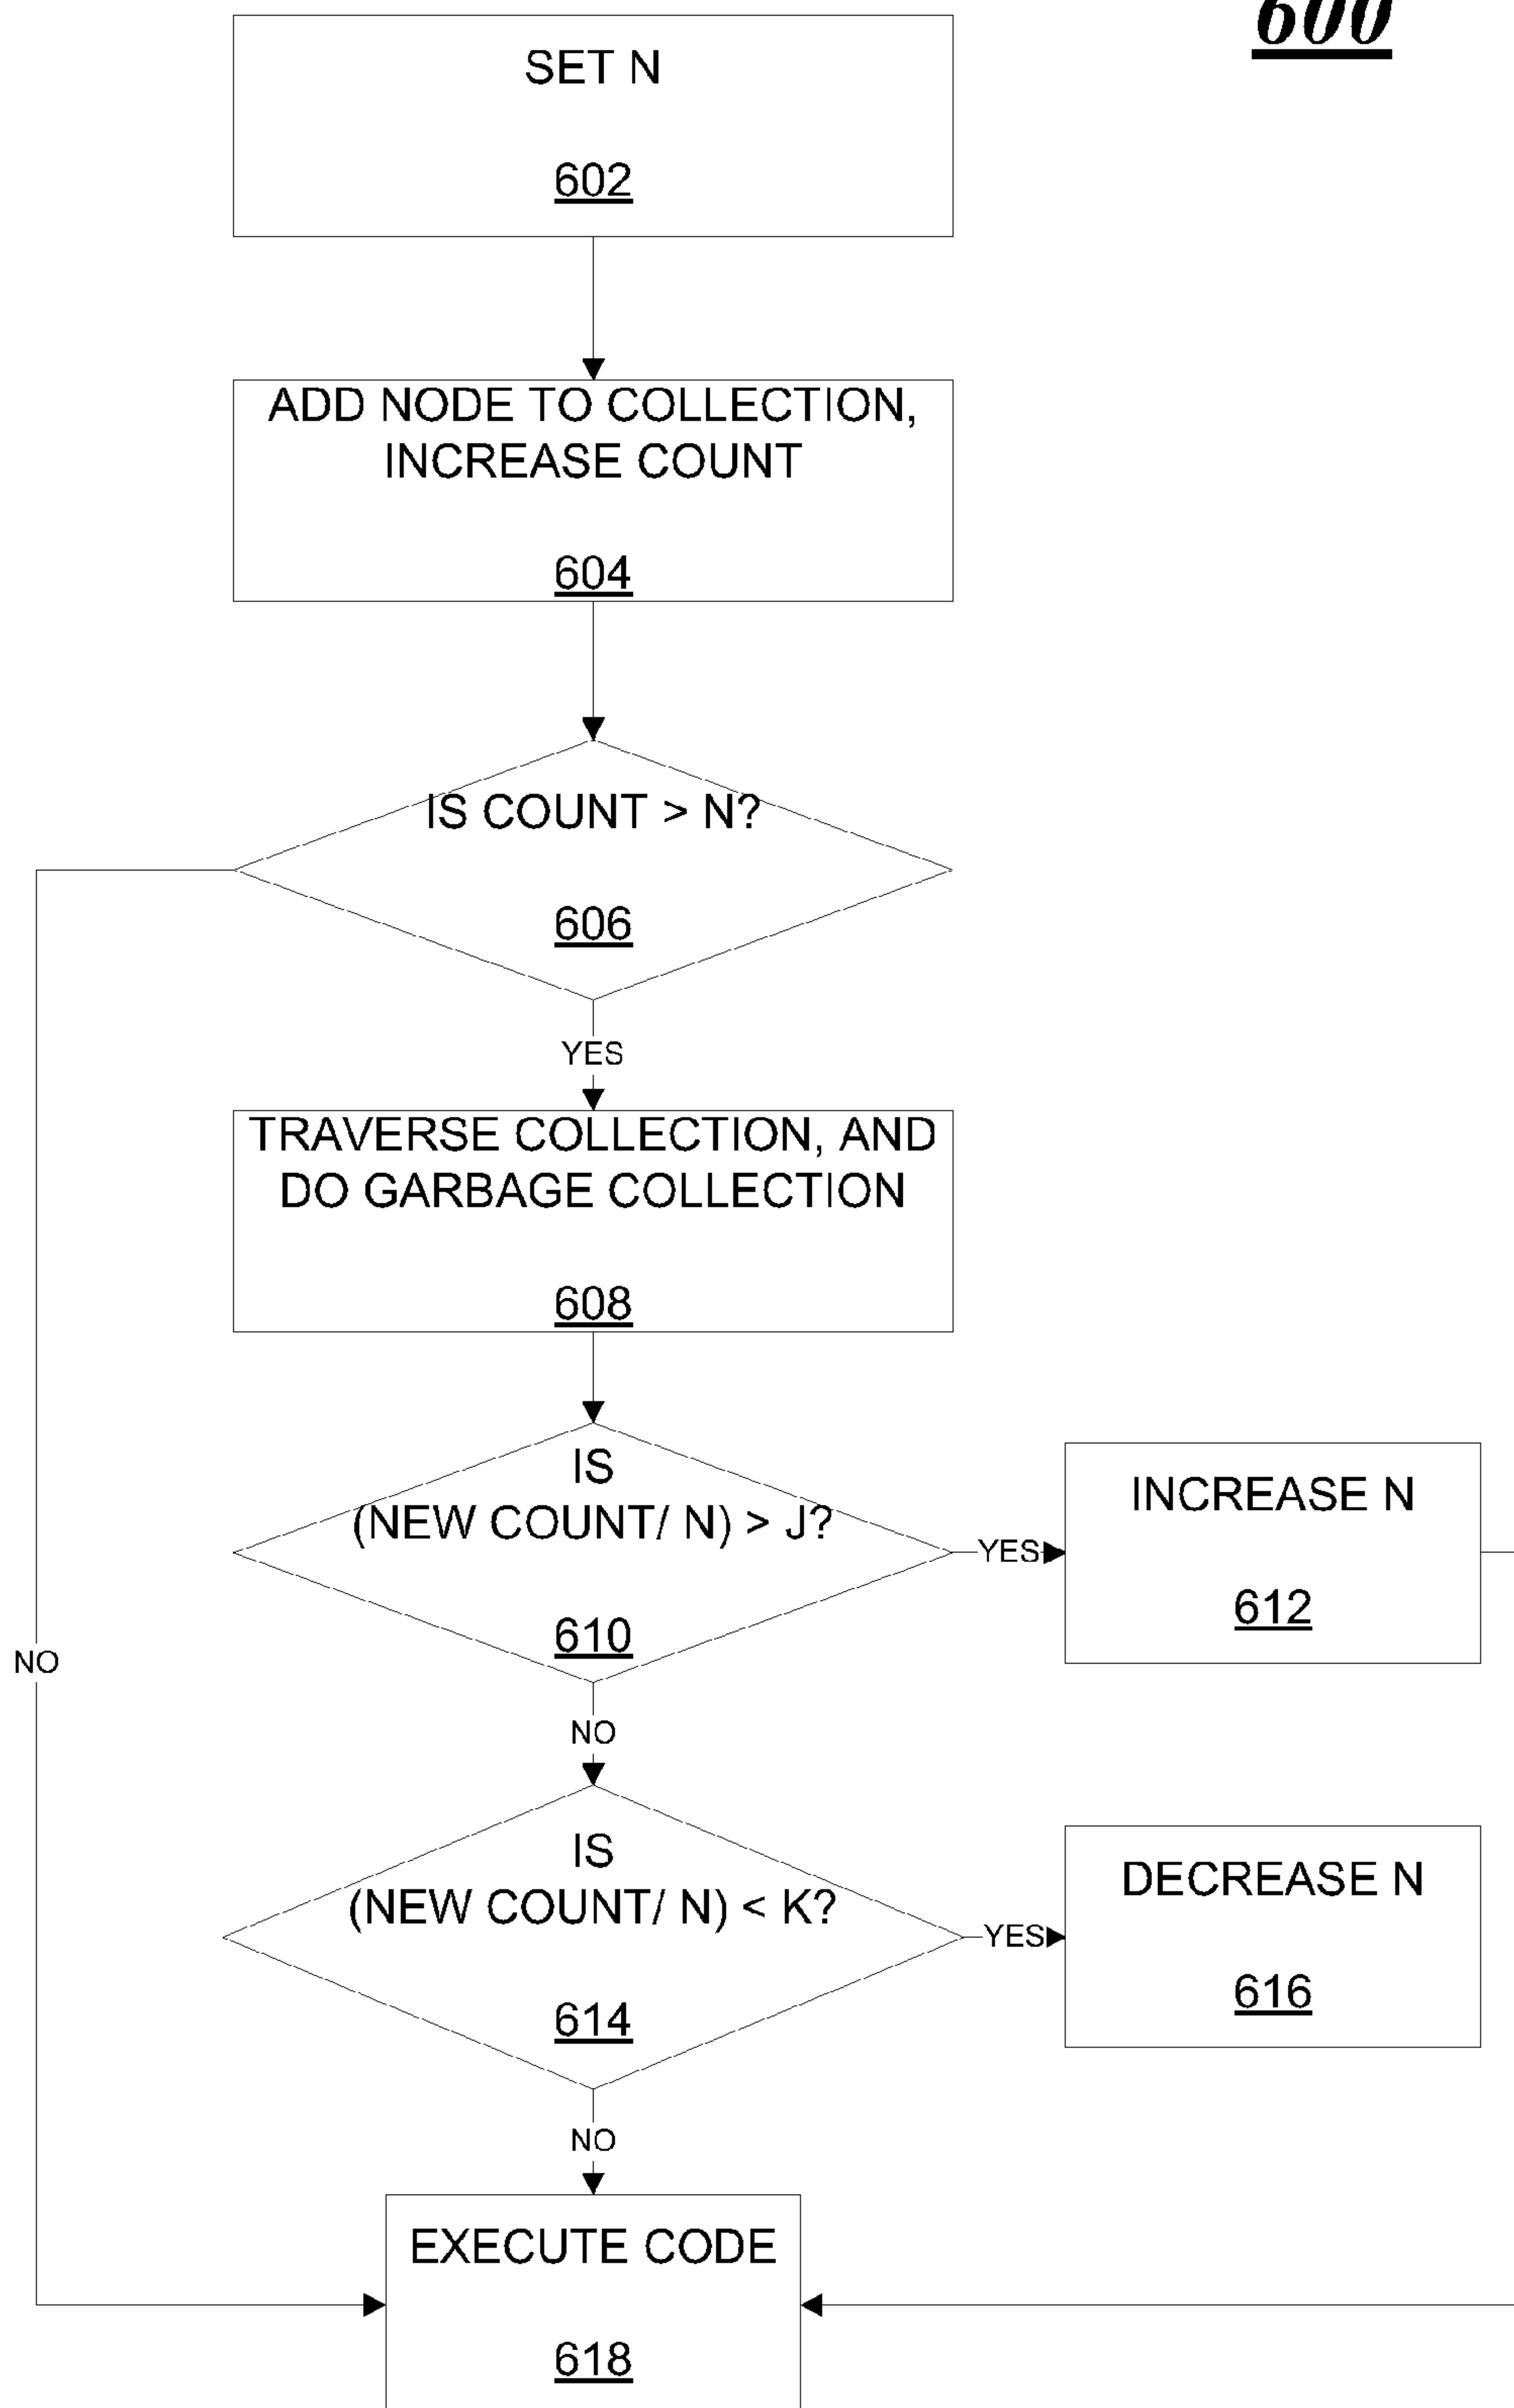 600
SET N
602
ADD NODE TO COLLECTION,
INCREASE COUNT
604
IS COUNT > N?
606
YES
TRAVERSE COLLECTION, AND
DO GARBAGE COLLECTION
608
IS
(NEW COUNT/ N) > J?
610
YES
INCREASE N
612
NO
NO
IS
(NEW COUNT/ N) < K?
614
YES
DECREASE N
616
NO
EXECUTE CODE
618